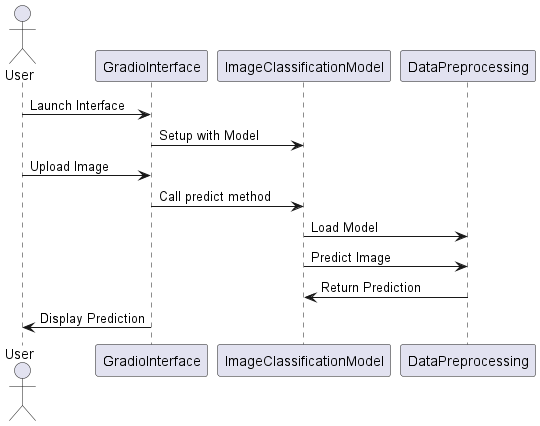 User
GradioInterface
ImageClassificationModel
DataPreprocessing
Launch Interface
Setup with Model
Upload Image
Call predict method
Load Model
Predict Image
Return Prediction
Display Prediction
User
GradioInterface
ImageClassificationModel
DataPreprocessing